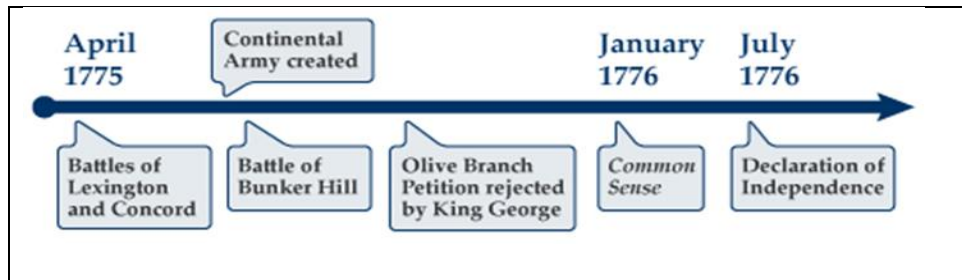 April
1775
Continental
Army created
January
1776
July
1776
Battles of
Lexington
and Concord
Battle of
Bunker Hill
Olive Branch
Petition rejected
by King George
Common
Sense
Declaration of
Independence